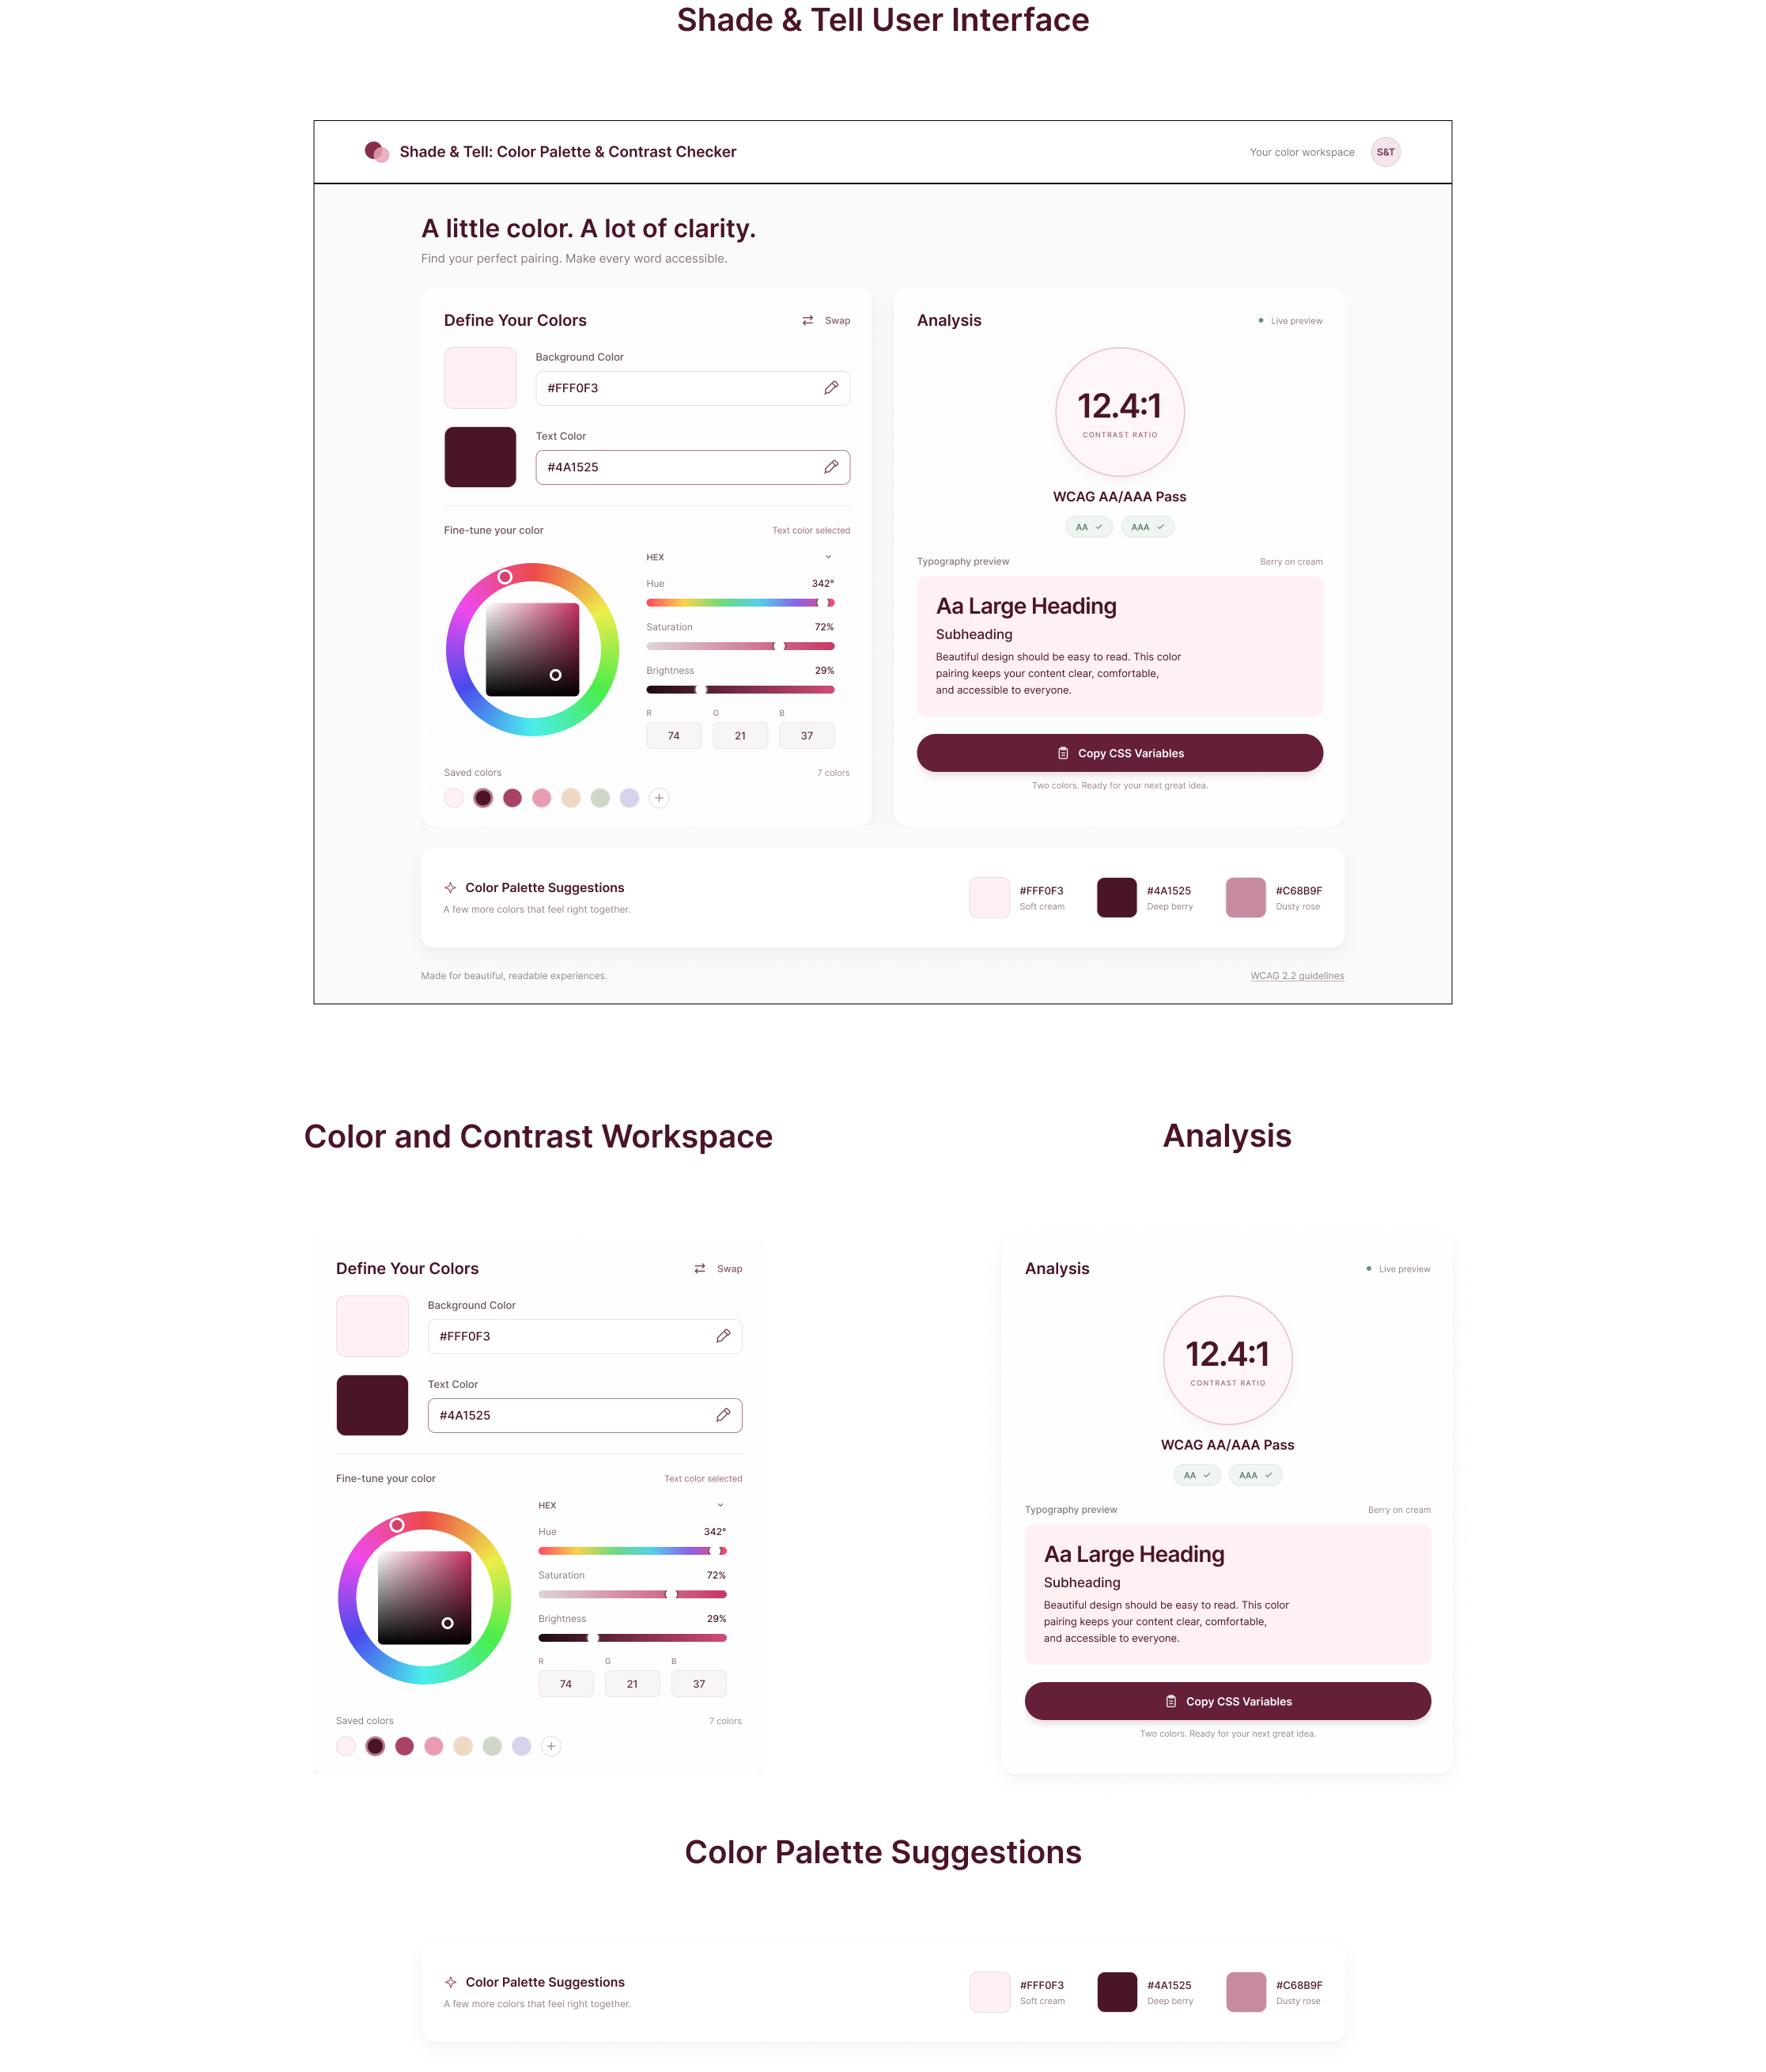 Shade & Tell User Interface
Shade & Tell: Color Palette & Contrast Checker
Your color workspace
S&T
A little color. A lot of clarity.
Find your perfect pairing. Make every word accessible.
Define Your Colors
Swap
Background Color
#FFF0F3
Text Color
#4A1525
Fine-tune your color
Text color selected
HEX
Hue
342°
Saturation
72%
Brightness
29%
R
G
B
74
21
37
Saved colors
7 colors
Analysis
Live preview
12.4:1
CONTRAST RATIO
WCAG AA/AAA Pass
AA
AAA
Typography preview
Berry on cream
Aa Large Heading
Subheading
Beautiful design should be easy to read. This color
pairing keeps your content clear, comfortable,
and accessible to everyone.
Copy CSS Variables
Two colors. Ready for your next great idea.
Color Palette Suggestions
A few more colors that feel right together.
#FFF0F3
Soft cream
#4A1525
Deep berry
#C68B9F
Dusty rose
Made for beautiful, readable experiences.
WCAG 2.2 guidelines
Color and Contrast Workspace
Define Your Colors
Swap
Background Color
#FFF0F3
Text Color
#4A1525
Fine-tune your color
Text color selected
HEX
Hue
342°
Saturation
72%
Brightness
29%
R
G
B
74
21
37
Saved colors
7 colors
Analysis
Analysis
Live preview
12.4:1
CONTRAST RATIO
WCAG AA/AAA Pass
AA
AAA
Typography preview
Berry on cream
Aa Large Heading
Subheading
Beautiful design should be easy to read. This color
pairing keeps your content clear, comfortable,
and accessible to everyone.
Copy CSS Variables
Two colors. Ready for your next great idea.
Color Palette Suggestions
Color Palette Suggestions
A few more colors that feel right together.
#FFF0F3
Soft cream
#4A1525
Deep berry
#C68B9F
Dusty rose